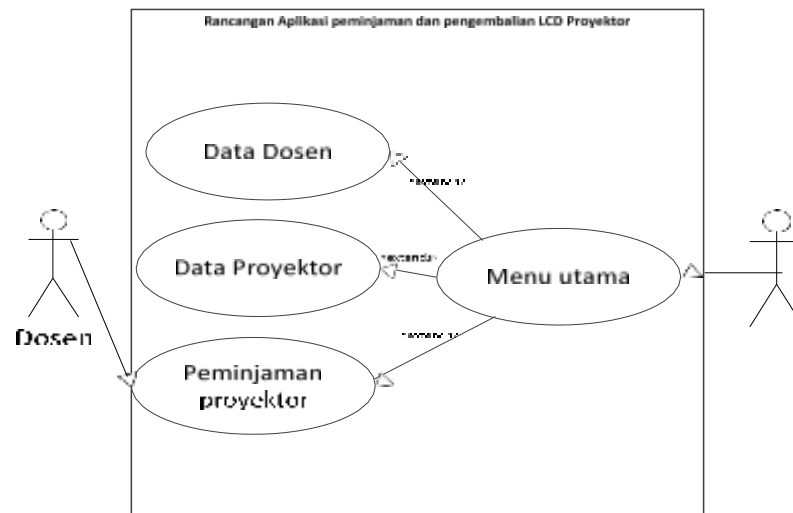 Rancangan Aplikasi peminjaman dan pengembalian LCD Proyektor
Data Dosen
Data Proyektor
Menu utama
Dosen
Peminjaman
proyektor